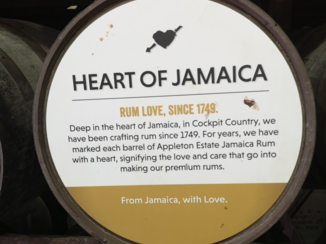 HEART OF JAMAICA
RUM LOVE, SINCE 1749.
Deep in the heart of Jamaica, in Cockpit Country, we
have been crafting rum since 1749. For years, we have
marked each barrel of Appleton Estate Jamaica Rum
with a heart, signifying the love and care that go into
making our premium rums.
From Jamaica, with Love.